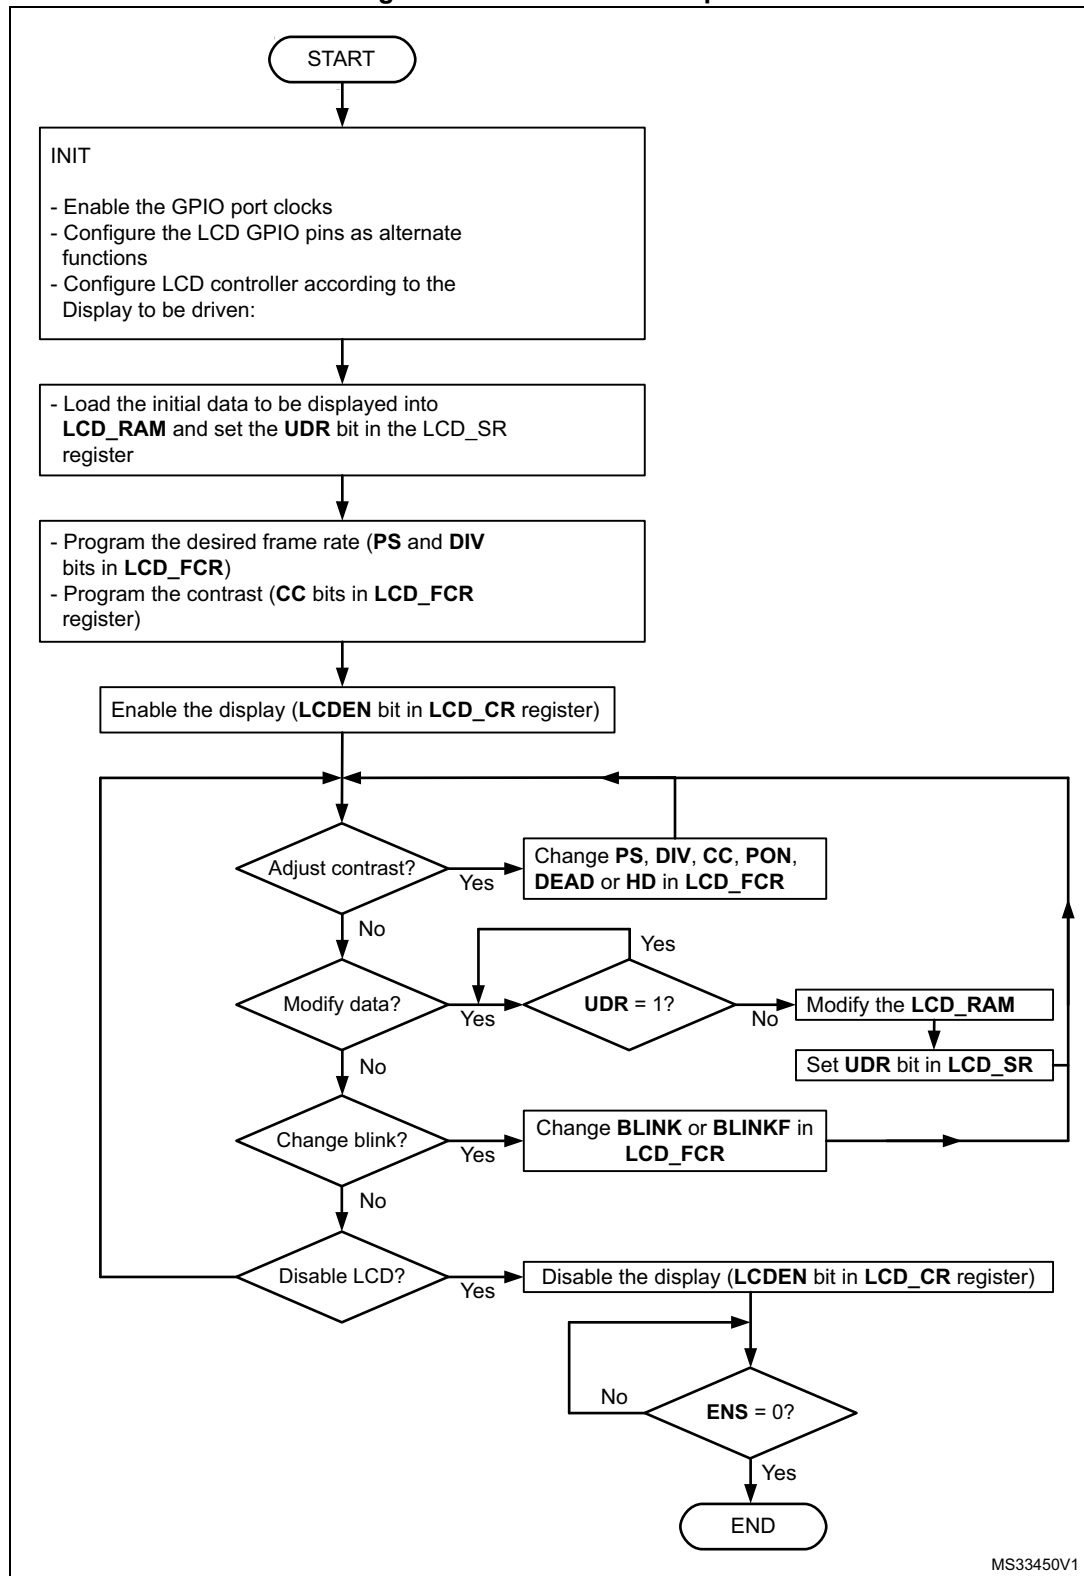 START
INIT
- Enable the GPIO port clocks
- Configure the LCD GPIO pins as alternate
functions
- Configure LCD controller according to the
Display to be driven:
- Load the initial data to be displayed into
LCD_RAM and set the UDR bit in the LCD_SR
register
- Program the desired frame rate (PS and DIV
bits in LCD_FCR)
- Program the contrast (CC bits in LCD_FCR
register)
Enable the display (LCDEN bit in LCD_CR register)
Adjust contrast?
Yes
Change PS, DIV, CC, PON,
DEAD or HD in LCD_FCR
No
Modify data?
Yes
UDR = 1?
Yes
No
Modify the LCD_RAM
Set UDR bit in LCD_SR
No
Change blink?
Yes
Change BLINK or BLINKF in
LCD_FCR
No
Disable LCD?
Yes
Disable the display (LCDEN bit in LCD_CR register)
No
ENS = 0?
Yes
END
MS33450V1